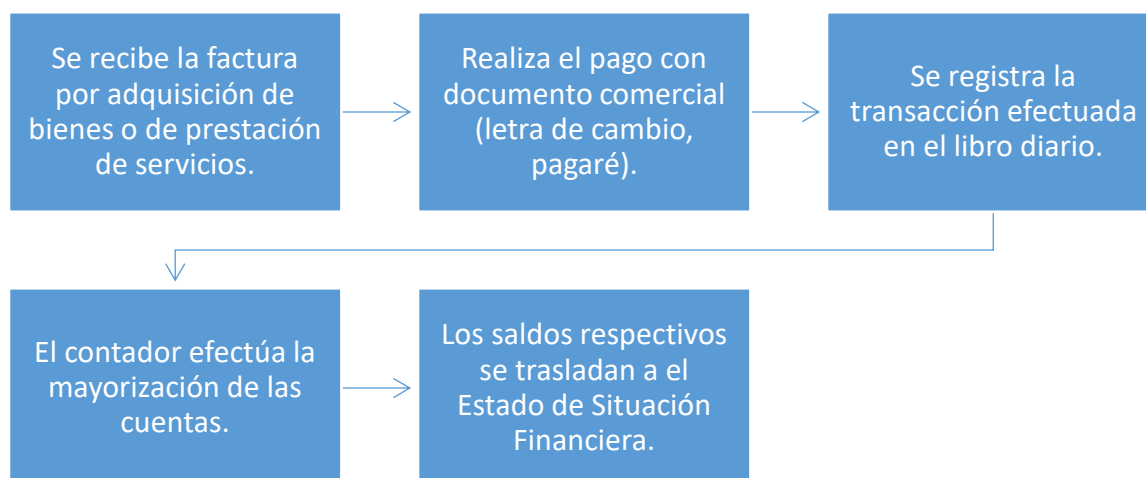 Se recibe la factura
por adquisición de
bienes o de prestación
de servicios.
Realiza el pago con
documento comercial
(letra de cambio,
pagaré).
Se registra la
transacción efectuada
en el libro diario.
El contador efectúa la
mayorización de las
cuentas.
Los saldos respectivos
se trasladan a el
Estado de Situación
Financiera.